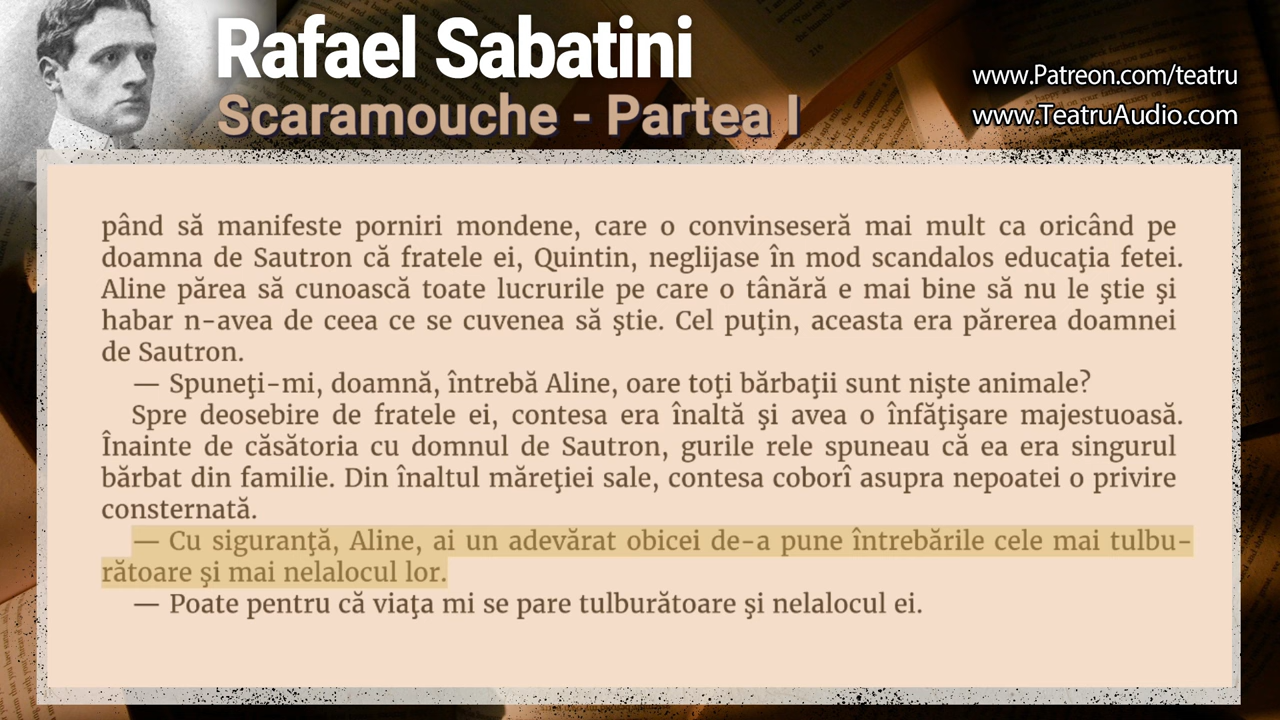 Rafael Sabatini
Scaramouche - Partea I
www.Patreon.com/teatru
www.TeatruAudio.com
pând să manifeste porniri mondene, care o convinseseră mai mult ca oricând pe
doamna de Sautron că fratele ei, Quintin, neglijase în mod scandalos educaţia fetei.
Aline părea să cunoască toate lucrurile pe care o tânără e mai bine să nu le ştie şi
habar n-avea de ceea ce se cuvenea să ştie. Cel puţin, aceasta era părerea doamnei
de Sautron.
— Spuneţi-mi, doamnă, întrebă Aline, oare toţi bărbaţii sunt nişte animale?
Spre deosebire de fratele ei, contesa era înaltă şi avea o înfăţişare majestuoasă.
Înainte de căsătoria cu domnul de Sautron, gurile rele spuneau că ea era singurul
bărbat din familie. Din înaltul măreţiei sale, contesa coborî asupra nepoatei o privire
consternată.
— Cu siguranţă, Aline, ai un adevărat obicei de-a pune întrebările cele mai tulbu-
rătoare şi mai nelalocul lor.
— Poate pentru că viaţa mi se pare tulburătoare şi nelalocul ei.